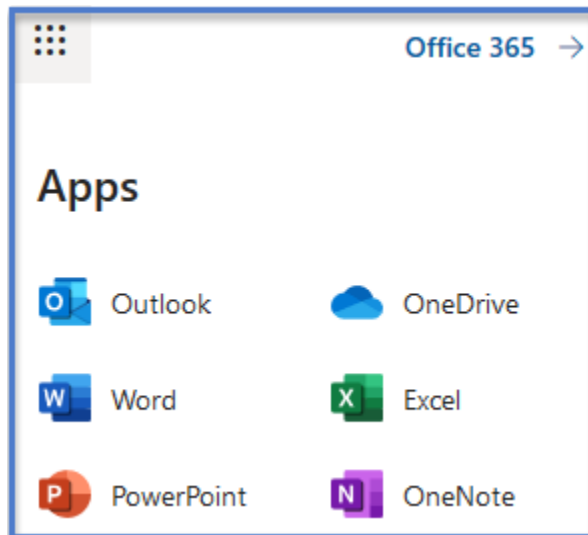 Office 365 →
Apps
O Outlook
OneDrive
W Word
X Excel
P PowerPoint
N OneNote